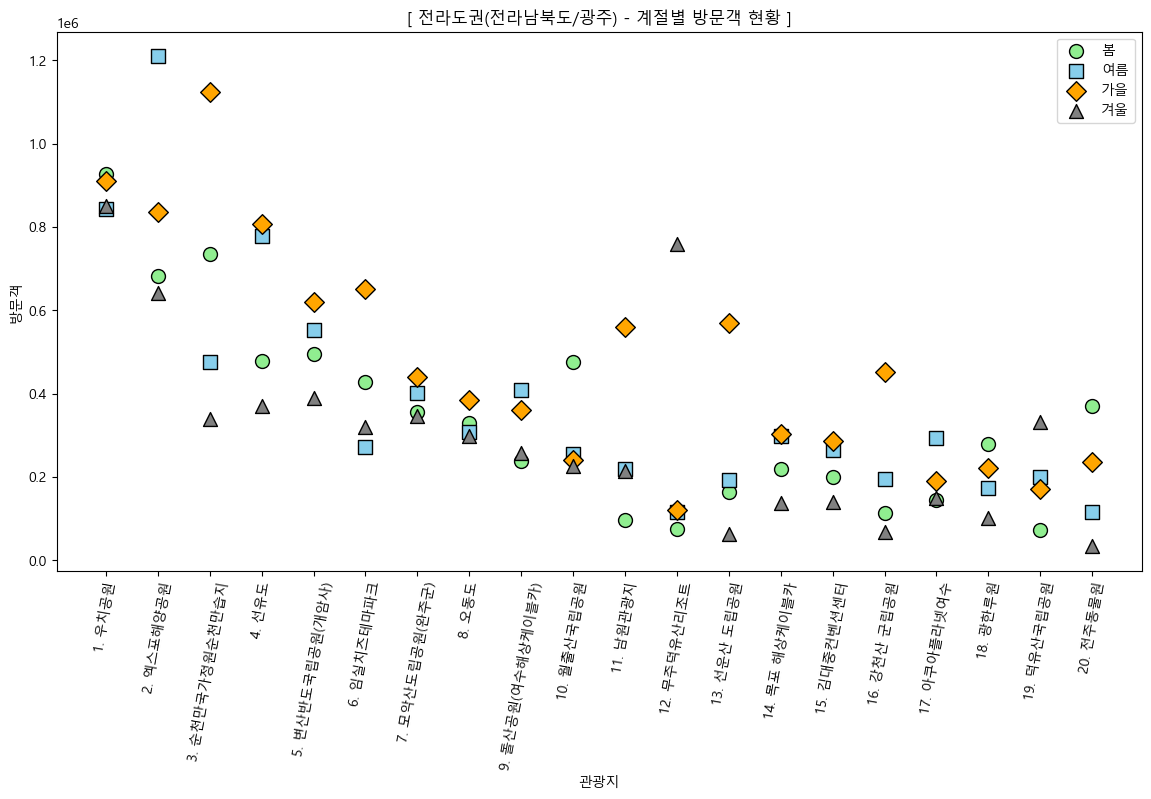 [ 전라도권(전라남북도/광주) - 계절별 방문객 현황 ]
1e6
봄
여름
가을
겨울
1.2
1.0
0.8
0.6
0.4
0.2
0.0
방문객
1. 우치공원
2. 엑스포해양공원
3. 순천만국가정원순천만습지
4. 선유도
5. 변산반도국립공원(개암사)
6. 임실치즈테마파크
7. 모악산도립공원(완주군)
8. 오동도
9. 돌산공원(여수해상케이블카)
10. 월출산국립공원
11. 남원관광지
12. 무주덕유산리조트
13. 선운산 도립공원
14. 목포 해상케이블카
15. 김대중컨벤션센터
16. 강천산 군립공원
17. 아쿠아플라넷여수
18. 광한루원
19. 덕유산국립공원
20. 전주동물원
관광지